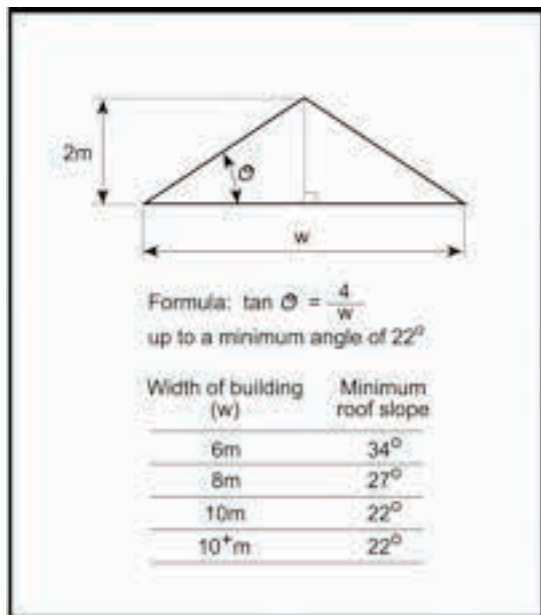 2m
Θ
w
Formula: tan Θ = 4/w
up to a minimum angle of 22°
Width of building (w) Minimum roof slope
6m 34°
8m 27°
10m 22°
10⁺m 22°